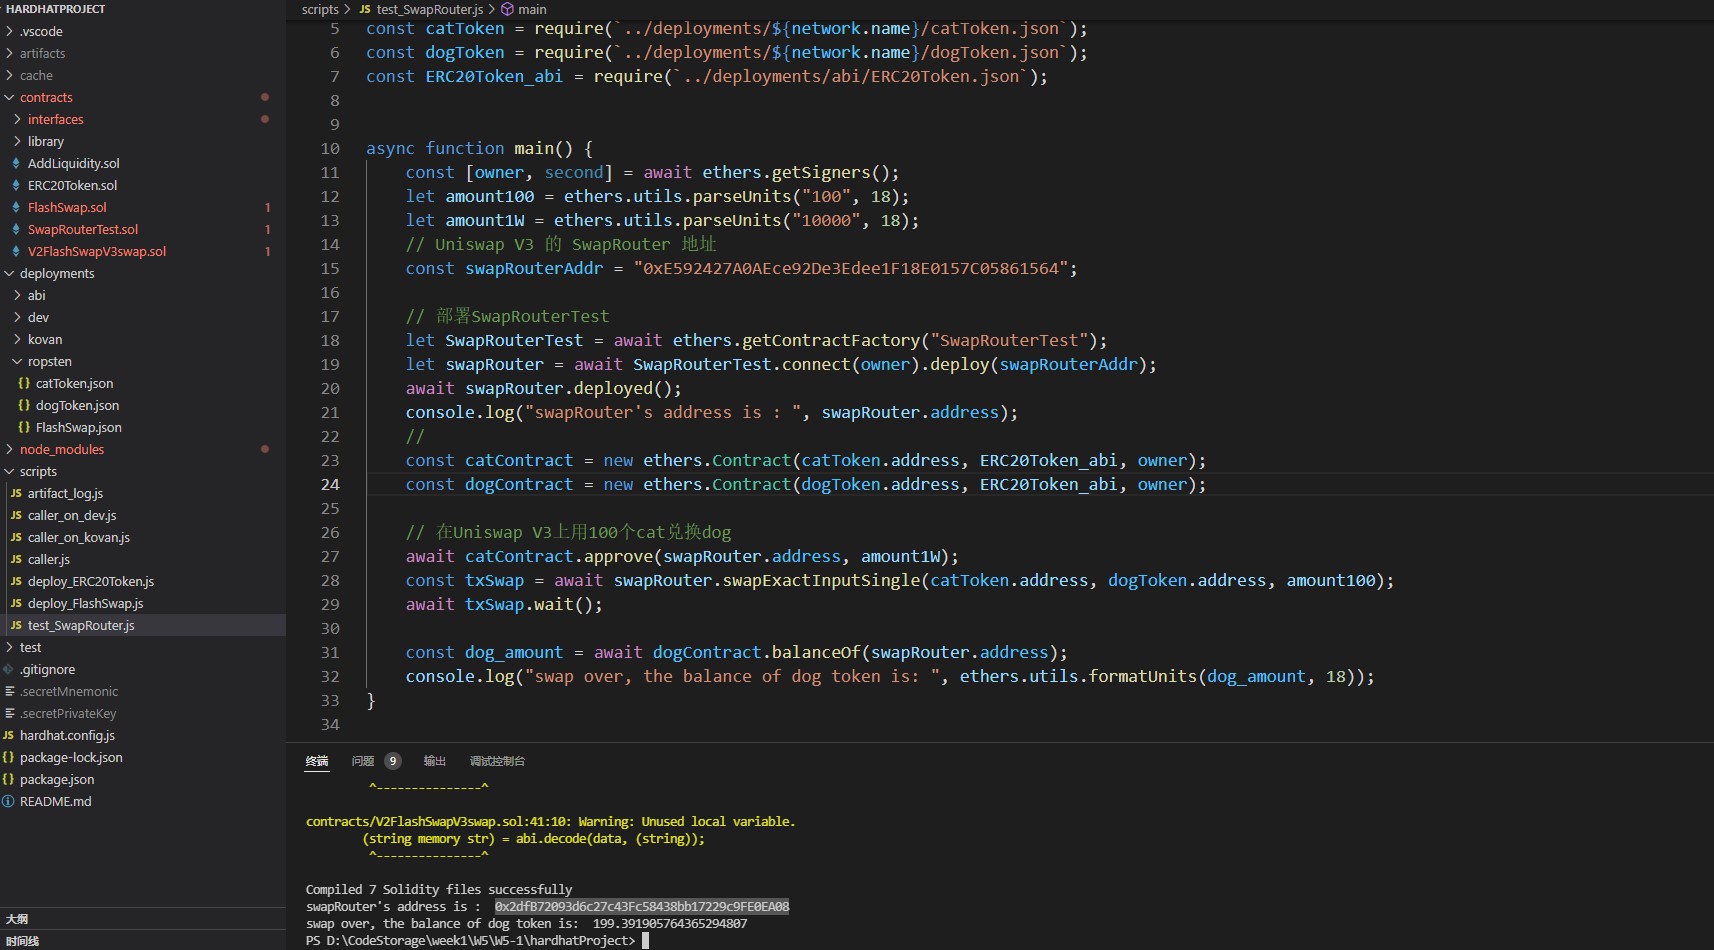 HARDHATPROJECT
.vscode
artifacts
cache
contracts
interfaces
library
AddLiquidity.sol
ERC20Token.sol
FlashSwap.sol 1
SwapRouterTest.sol 1
V2FlashSwapV3swap.sol 1
deployments
abi
dev
kovan
ropsten
{} catToken.json
{} dogToken.json
{} FlashSwap.json
node_modules
scripts
JS artifact_log.js
JS caller_on_dev.js
JS caller_on_kovan.js
JS caller.js
JS deploy_ERC20Token.js
JS deploy_FlashSwap.js
JS test_SwapRouter.js
test
.gitignore
.secretMnemonic
.secretPrivateKey
JS hardhat.config.js
{} package-lock.json
{} package.json
README.md
大纲
时间线
scripts > JS test_SwapRouter.js > main
5 const catToken = require(`../deployments/${network.name}/catToken.json`);
6 const dogToken = require(`../deployments/${network.name}/dogToken.json`);
7 const ERC20Token_abi = require(`../deployments/abi/ERC20Token.json`);
8
9
10 async function main() {
11 const [owner, second] = await ethers.getSigners();
12 let amount100 = ethers.utils.parseUnits("100", 18);
13 let amount1W = ethers.utils.parseUnits("10000", 18);
14 // Uniswap V3 的 SwapRouter 地址
15 const swapRouterAddr = "0xE592427A0AEce92De3Edee1F18E0157C05861564";
16
17 // 部署SwapRouterTest
18 let SwapRouterTest = await ethers.getContractFactory("SwapRouterTest");
19 let swapRouter = await SwapRouterTest.connect(owner).deploy(swapRouterAddr);
20 await swapRouter.deployed();
21 console.log("swapRouter's address is : ", swapRouter.address);
22 //
23 const catContract = new ethers.Contract(catToken.address, ERC20Token_abi, owner);
24 const dogContract = new ethers.Contract(dogToken.address, ERC20Token_abi, owner);
25
26 // 在Uniswap V3上用100个cat兑换dog
27 await catContract.approve(swapRouter.address, amount1W);
28 const txSwap = await swapRouter.swapExactInputSingle(catToken.address, dogToken.address, amount100);
29 await txSwap.wait();
30
31 const dog_amount = await dogContract.balanceOf(swapRouter.address);
32 console.log("swap over, the balance of dog token is: ", ethers.utils.formatUnits(dog_amount, 18));
33 }
34
终端 问题 9 输出 调试控制台
^---------------^
contracts/V2FlashSwapV3swap.sol:41:10: Warning: Unused local variable.
(string memory str) = abi.decode(data, (string));
^---------------^
Compiled 7 Solidity files successfully
swapRouter's address is : 0x2dfB72093d6c27c43Fc58438bb17229c9FE0EA08
swap over, the balance of dog token is: 199.391905764365294807
PS D:\CodeStorage\week1\W5\W5-1\hardhatProject>